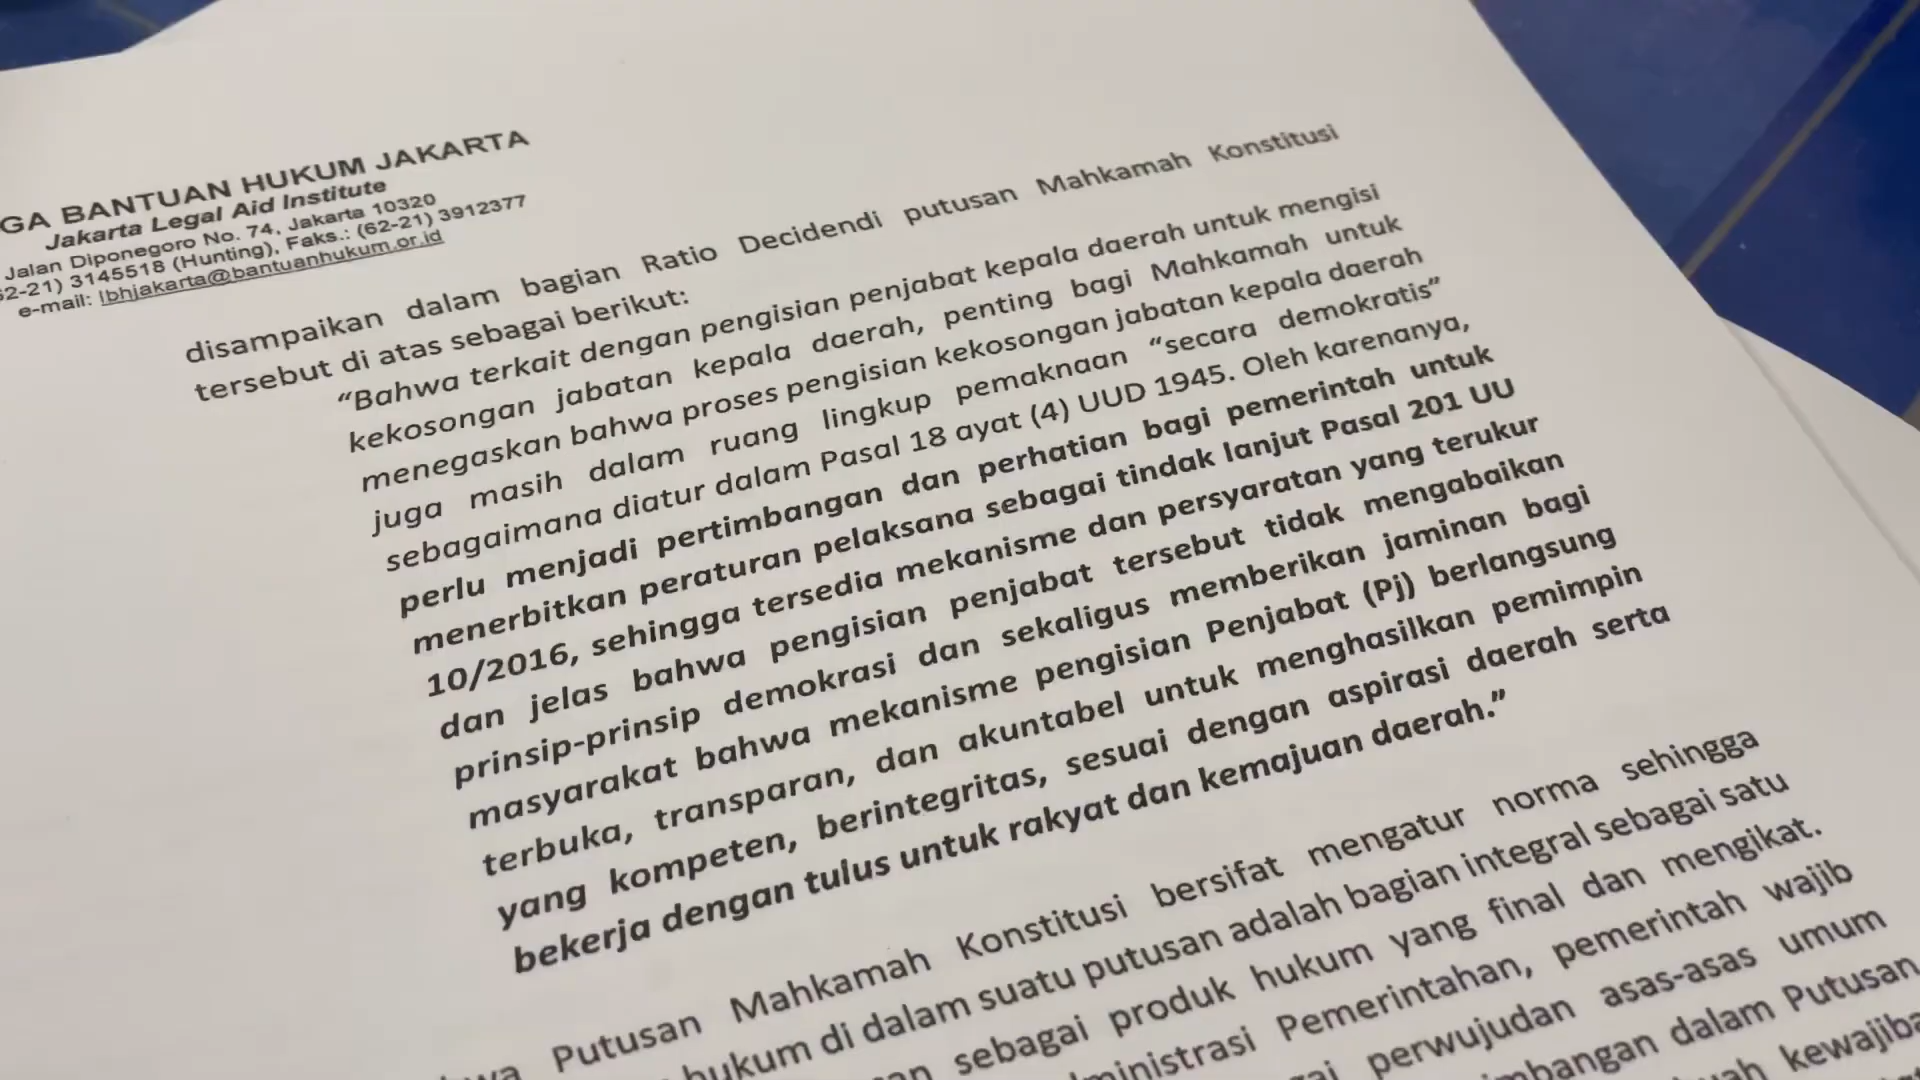 GA BANTUAN HUKUM JAKARTA
Jakarta Legal Aid Institute
Jalan Diponegoro No. 74, Jakarta 10320
62-21) 3145518 (Hunting), Faks.: (62-21) 3912377
e-mail: lbhjakarta@bantuanhukum.or.id
disampaikan dalam bagian Ratio Decidendi putusan Mahkamah Konstitusi
tersebut di atas sebagai berikut:
“Bahwa terkait dengan pengisian penjabat kepala daerah untuk mengisi
kekosongan jabatan kepala daerah, penting bagi Mahkamah untuk
menegaskan bahwa proses pengisian kekosongan jabatan kepala daerah
juga masih dalam ruang lingkup pemaknaan “secara demokratis”
sebagaimana diatur dalam Pasal 18 ayat (4) UUD 1945. Oleh karenanya,
perlu menjadi pertimbangan dan perhatian bagi pemerintah untuk
menerbitkan peraturan pelaksana sebagai tindak lanjut Pasal 201 UU
10/2016, sehingga tersedia mekanisme dan persyaratan yang terukur
dan jelas bahwa pengisian penjabat tersebut tidak mengabaikan
prinsip-prinsip demokrasi dan sekaligus memberikan jaminan bagi
masyarakat bahwa mekanisme pengisian Penjabat (Pj) berlangsung
terbuka, transparan, dan akuntabel untuk menghasilkan pemimpin
yang kompeten, berintegritas, sesuai dengan aspirasi daerah serta
bekerja dengan tulus untuk rakyat dan kemajuan daerah.”
Putusan Mahkamah Konstitusi bersifat mengatur norma sehingga
hukum di dalam suatu putusan adalah bagian integral sebagai satu
sebagai produk hukum yang final dan mengikat.
ministrasi Pemerintahan, pemerintah wajib
perwujudan asas-asas umum
mbangan dalam Putusan
kewajiba